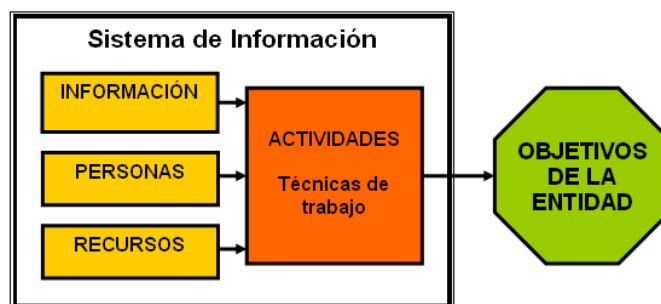 Sistema de Información
INFORMACIÓN
PERSONAS
RECURSOS
ACTIVIDADES
Técnicas de
trabajo
OBJETIVOS
DE LA
ENTIDAD